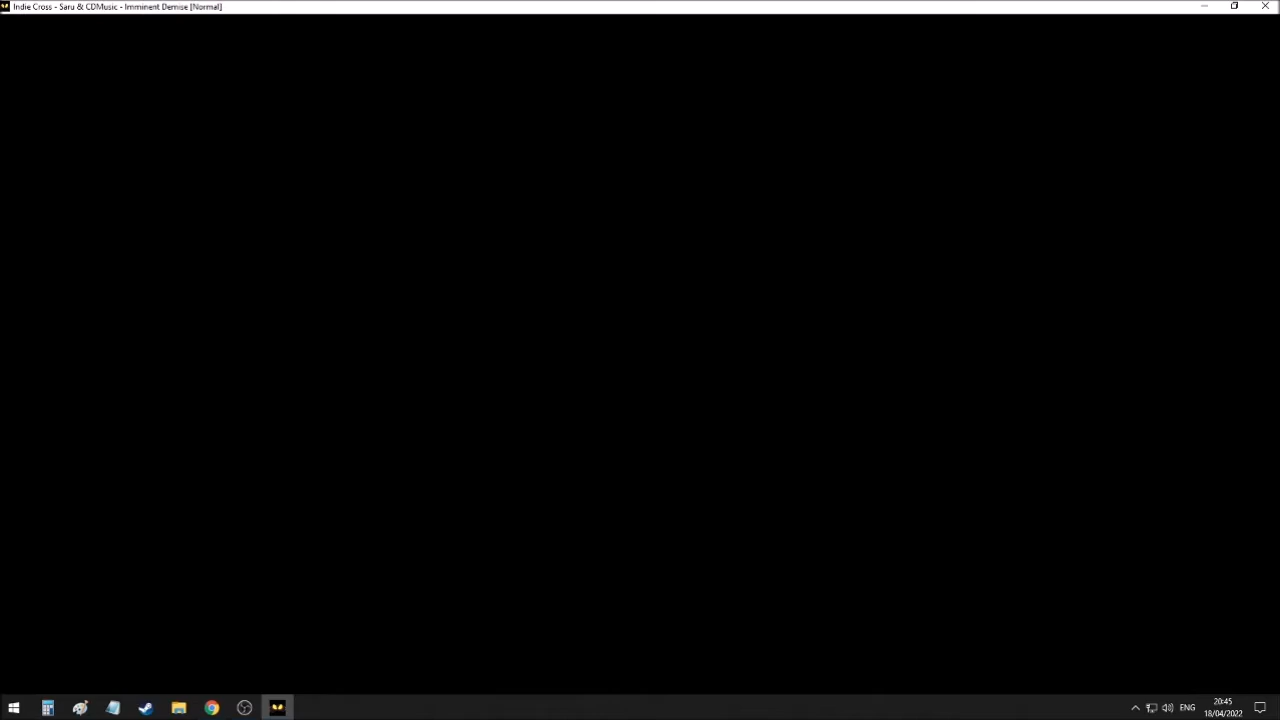 Indie Cross - Saru & CDMusic - Imminent Demise [Normal]
ENG
20:45
18/04/2022